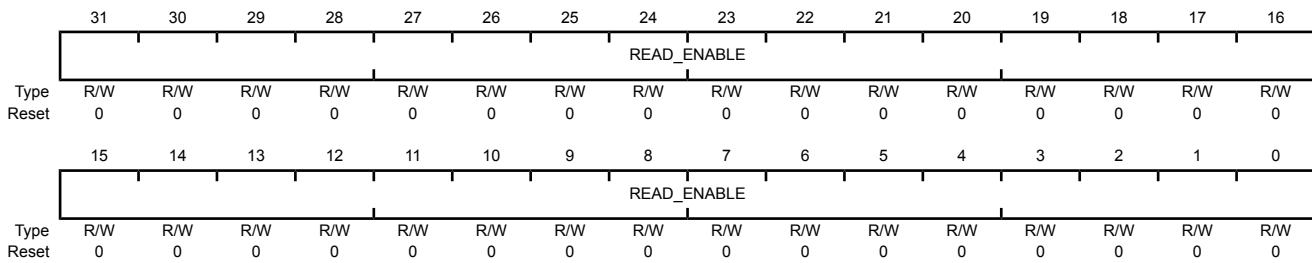 31 30 29 28 27 26 25 24 23 22 21 20 19 18 17 16
READ_ENABLE
Type R/W R/W R/W R/W R/W R/W R/W R/W R/W R/W R/W R/W R/W R/W R/W R/W
Reset 0 0 0 0 0 0 0 0 0 0 0 0 0 0 0 0
15 14 13 12 11 10 9 8 7 6 5 4 3 2 1 0
READ_ENABLE
Type R/W R/W R/W R/W R/W R/W R/W R/W R/W R/W R/W R/W R/W R/W R/W R/W
Reset 0 0 0 0 0 0 0 0 0 0 0 0 0 0 0 0